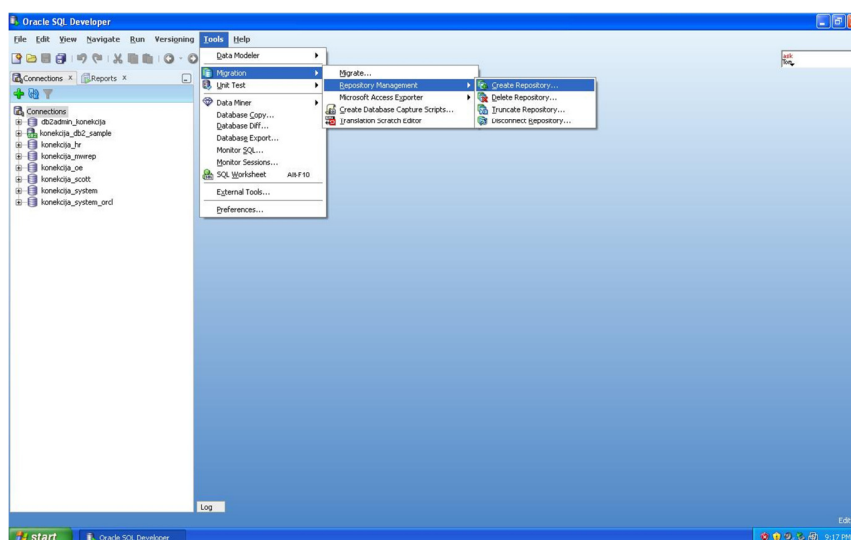 Oracle SQL Developer
File Edit View Navigate Run Versioning Tools Help
Connections Reports
Connections
db2admin_konekcija
konekcija_db2_sample
konekcija_hr
konekcija_mwrep
konekcija_oe
konekcija_scott
konekcija_system
konekcija_system_orcl
Data Modeler
Migration
Unit Test
Data Miner
Database Copy...
Database Diff...
Database Export...
Monitor SQL...
Monitor Sessions...
SQL Worksheet Alt-F10
External Tools...
Preferences...
Migrate...
Repository Management
Microsoft Access Exporter
Create Database Capture Scripts...
Translation Scratch Editor
Create Repository...
Delete Repository...
Truncate Repository...
Disconnect Repository...
ask
Tom
Log
Edit
start
Oracle SQL Developer
9:17 PM